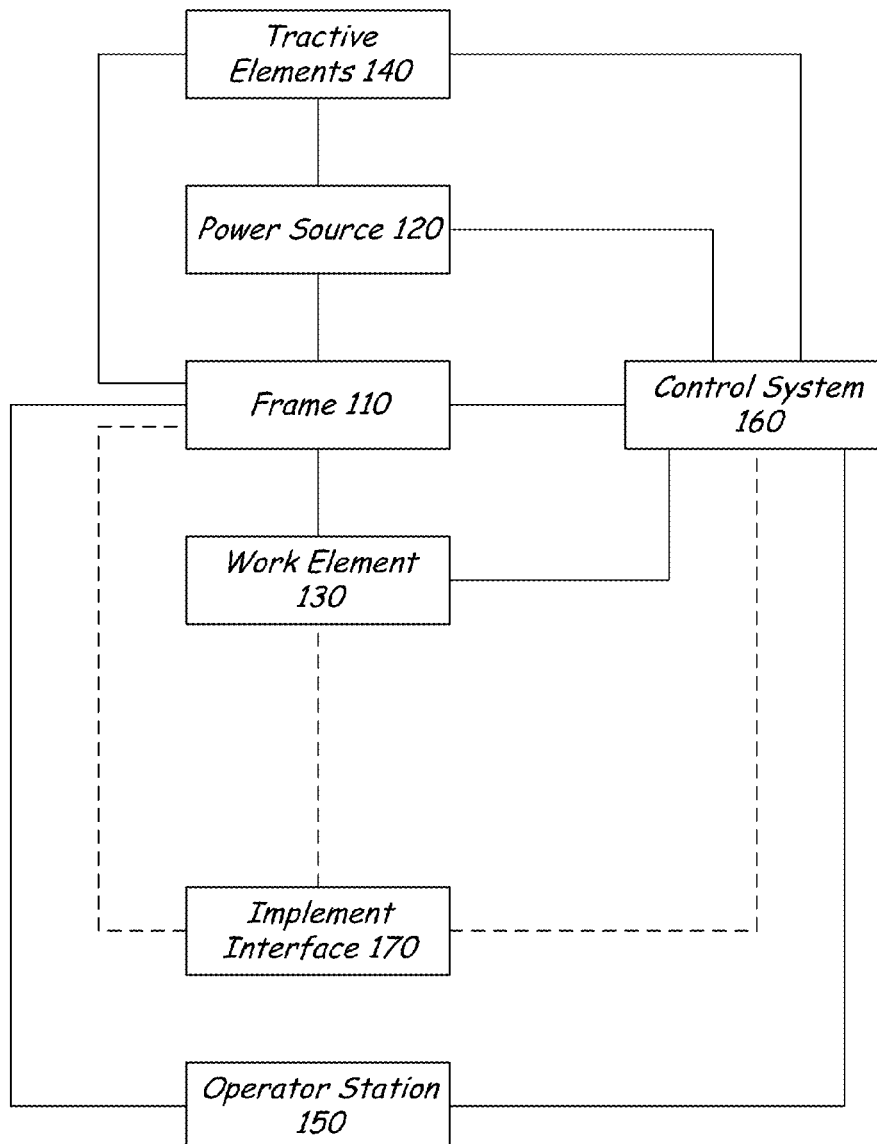 Tractive
Elements 140
Power Source 120
Frame 110
Control System
160
Work Element
130
Implement
Interface 170
Operator Station
150